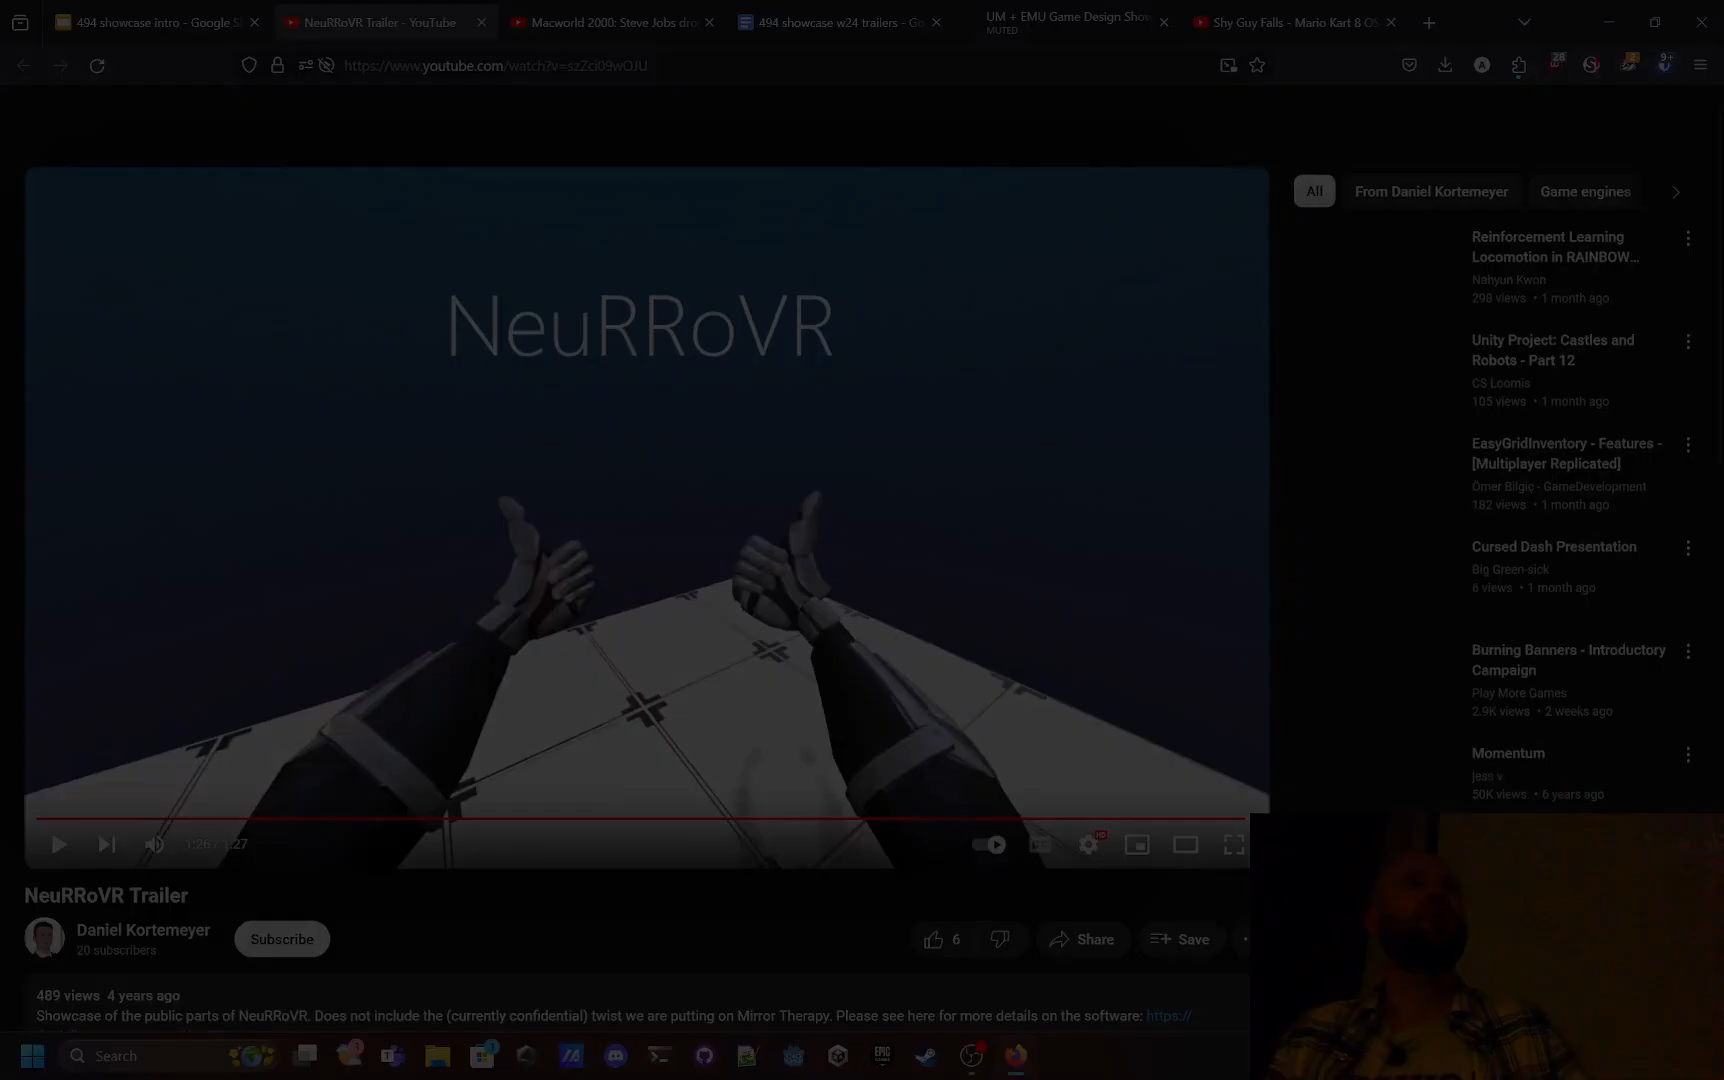 494 showcase intro - Google S
NeuRRoVR Trailer - YouTube
Macworld 2000: Steve Jobs dro
494 showcase w24 trailers - Go
UM + EMU Game Design Show
MUTED
Shy Guy Falls - Mario Kart 8 OS
https://www.youtube.com/watch?v=szZci09wOJU
A
28
2
9+
NeuRRoVR
1:26 / 1:27
HD
All
From Daniel Kortemeyer
Game engines
Reinforcement Learning
Locomotion in RAINBOW...
Nahyun Kwon
298 views • 1 month ago
Unity Project: Castles and
Robots - Part 12
CS Loomis
105 views • 1 month ago
EasyGridInventory - Features -
[Multiplayer Replicated]
Ömer Bilgiç - GameDevelopment
182 views • 1 month ago
Cursed Dash Presentation
Big Green-sick
6 views • 1 month ago
Burning Banners - Introductory
Campaign
Play More Games
2.9K views • 2 weeks ago
Momentum
jess v
50K views • 6 years ago
NeuRRoVR Trailer
Daniel Kortemeyer
20 subscribers
Subscribe
6
Share
Save
489 views 4 years ago
Showcase of the public parts of NeuRRoVR. Does not include the (currently confidential) twist we are putting on Mirror Therapy. Please see here for more details on the software: https://
Search
1
1
EPIC